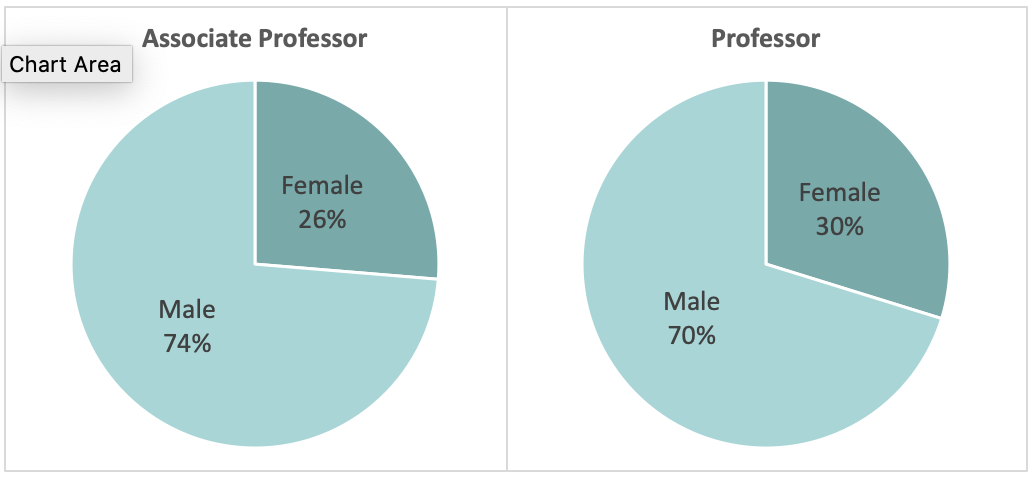 Associate Professor
Chart Area
Female
26%
Male
74%
Professor
Female
30%
Male
70%